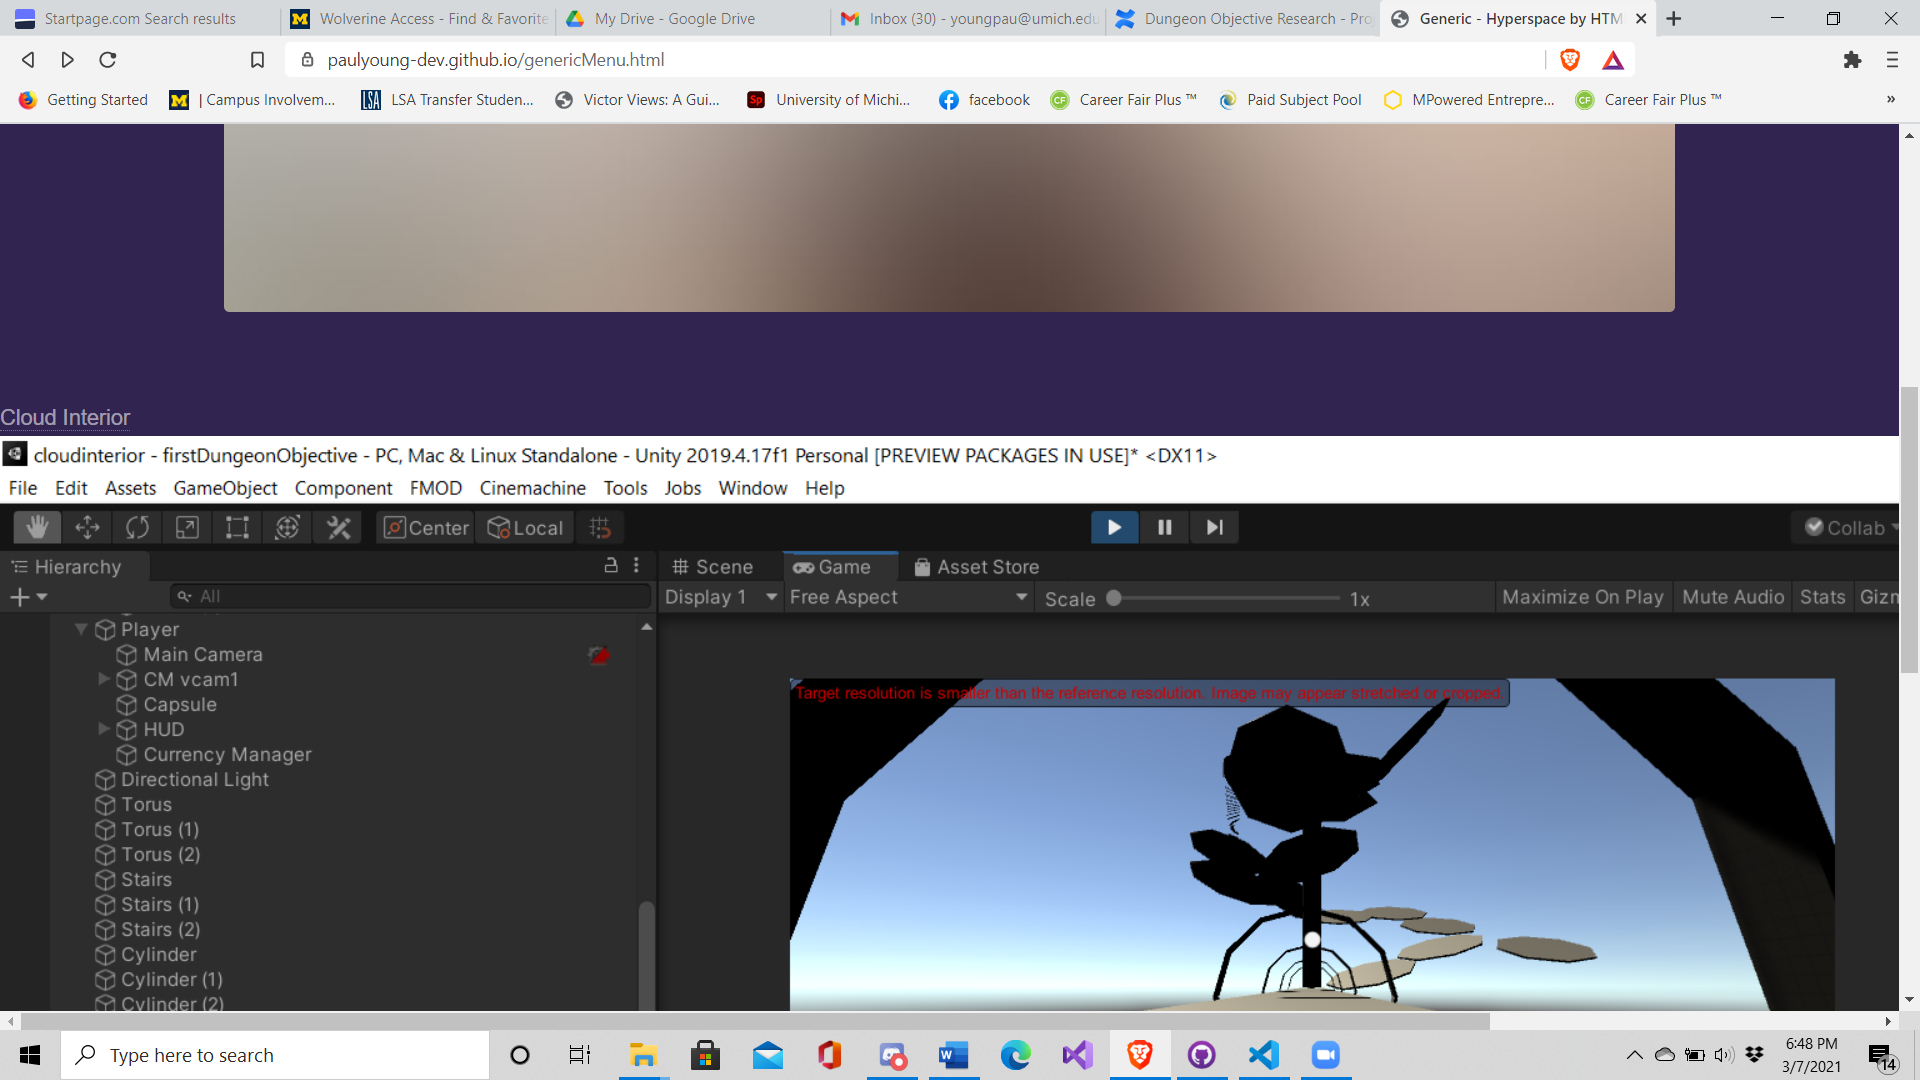 Startpage.com Search results
Wolverine Access - Find & Favorite
My Drive - Google Drive
Inbox (30) - youngpau@umich.edu
Dungeon Objective Research - Pro
Generic - Hyperspace by HTM
paulyoung-dev.github.io/genericMenu.html
Getting Started
| Campus Involvem...
LSA Transfer Studen...
Victor Views: A Gui...
University of Michi...
facebook
Career Fair Plus ™
Paid Subject Pool
MPowered Entrepre...
Career Fair Plus ™
»
Cloud Interior
cloudinterior - firstDungeonObjective - PC, Mac & Linux Standalone - Unity 2019.4.17f1 Personal [PREVIEW PACKAGES IN USE]* <DX11>
File Edit Assets GameObject Component FMOD Cinemachine Tools Jobs Window Help
Center Local Collab
Hierarchy
Scene Game Asset Store
All
Display 1 Free Aspect Scale 1x Maximize On Play Mute Audio Stats Gizn
Player
Main Camera
CM vcam1
Capsule
HUD
Currency Manager
Directional Light
Torus
Torus (1)
Torus (2)
Stairs
Stairs (1)
Stairs (2)
Cylinder
Cylinder (1)
Cylinder (2)
Target resolution is smaller than the reference resolution. Image may appear stretched or cropped.
Type here to search
6:48 PM
3/7/2021
14